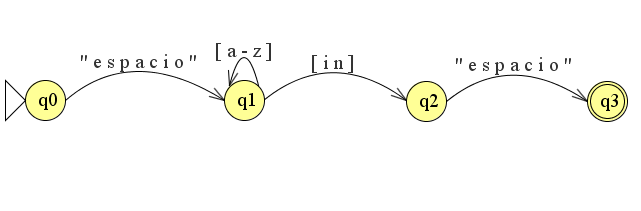 "espacio"
[a-z]
[in]
"espacio"
q0
q1
q2
q3